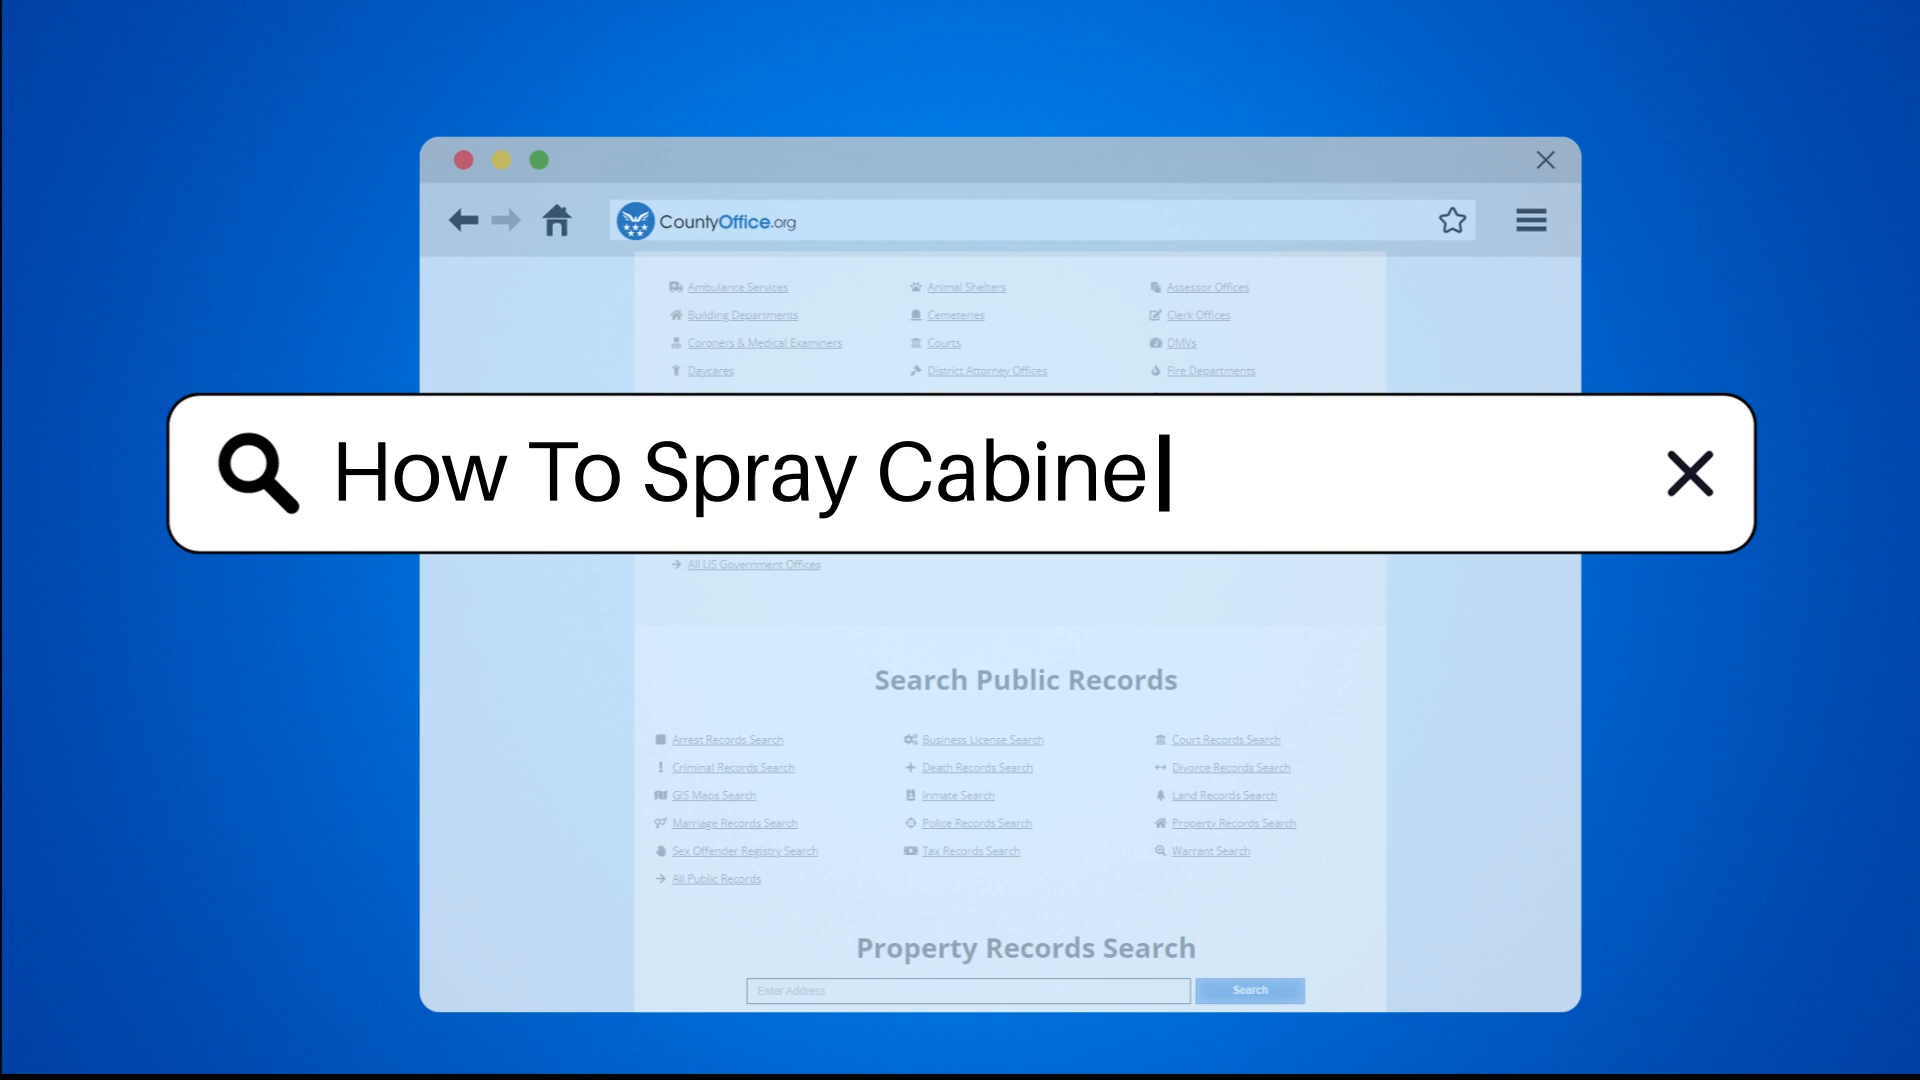 CountyOffice.org
Ambulance Services Animal Shelters Assessor Offices
Building Departments Cemeteries Clerk Offices
Coroners & Medical Examiners Courts DMVs
Daycares District Attorney Offices Fire Departments
How To Spray Cabine
All US Government Offices
Search Public Records
Arrest Records Search Business License Search Court Records Search
Criminal Records Search Death Records Search Divorce Records Search
GIS Maps Search Inmate Search Land Records Search
Marriage Records Search Police Records Search Property Records Search
Sex Offender Registry Search Tax Records Search Warrant Search
All Public Records
Property Records Search
Enter Address Search